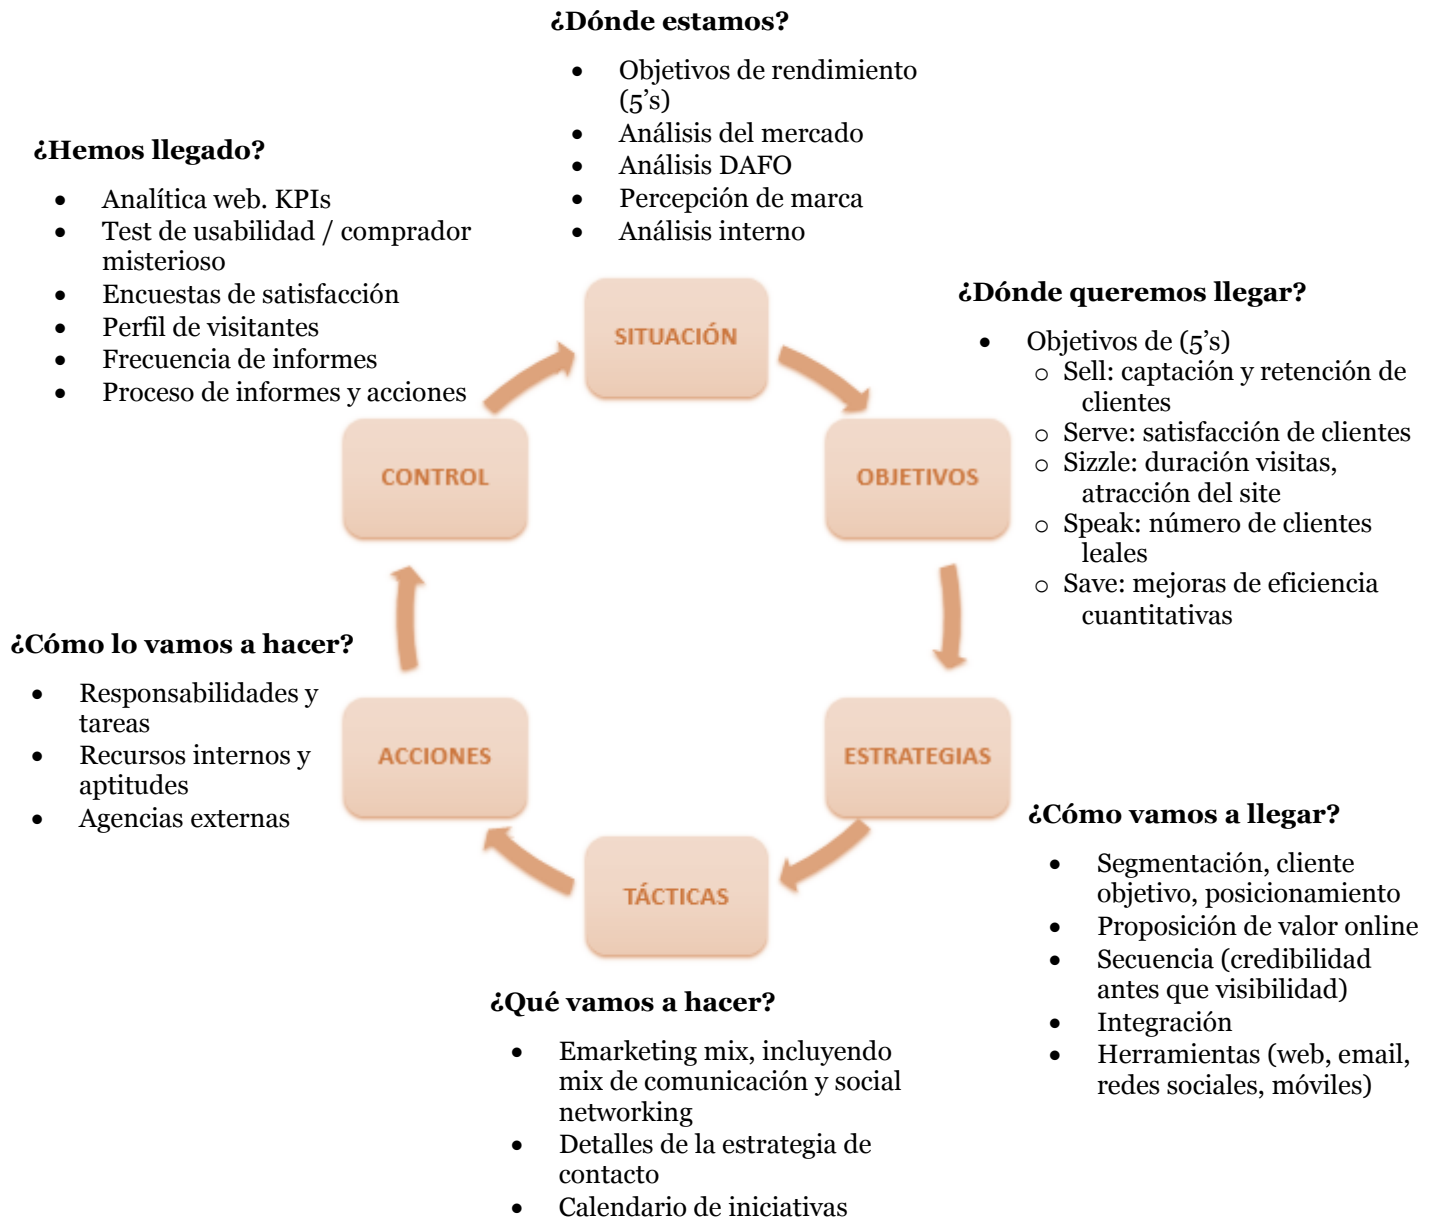 ¿Dónde estamos?
• Objetivos de rendimiento
(5’s)
• Análisis del mercado
• Análisis DAFO
• Percepción de marca
• Análisis interno
¿Hemos llegado?
• Analítica web. KPIs
• Test de usabilidad / comprador
misterioso
• Encuestas de satisfacción
• Perfil de visitantes
• Frecuencia de informes
• Proceso de informes y acciones
SITUACIÓN
¿Dónde queremos llegar?
• Objetivos de (5’s)
o Sell: captación y retención de
clientes
o Serve: satisfacción de clientes
o Sizzle: duración visitas,
atracción del site
o Speak: número de clientes
leales
o Save: mejoras de eficiencia
cuantitativas
CONTROL
OBJETIVOS
¿Cómo lo vamos a hacer?
• Responsabilidades y
tareas
• Recursos internos y
aptitudes
• Agencias externas
ACCIONES
ESTRATEGIAS
¿Cómo vamos a llegar?
• Segmentación, cliente
objetivo, posicionamiento
• Proposición de valor online
• Secuencia (credibilidad
antes que visibilidad)
• Integración
• Herramientas (web, email,
redes sociales, móviles)
TÁCTICAS
¿Qué vamos a hacer?
• Emarketing mix, incluyendo
mix de comunicación y social
networking
• Detalles de la estrategia de
contacto
• Calendario de iniciativas